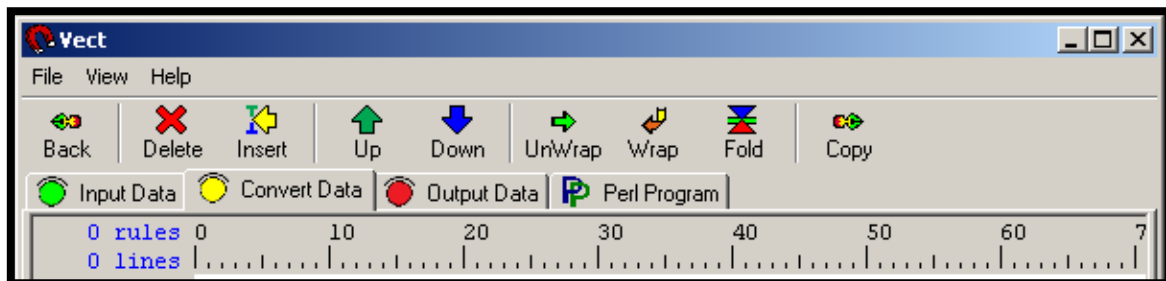 Vect
File View Help
Back Delete Insert Up Down UnWrap Wrap Fold Copy
Input Data Convert Data Output Data Perl Program
0 rules 0 10 20 30 40 50 60 7
0 lines